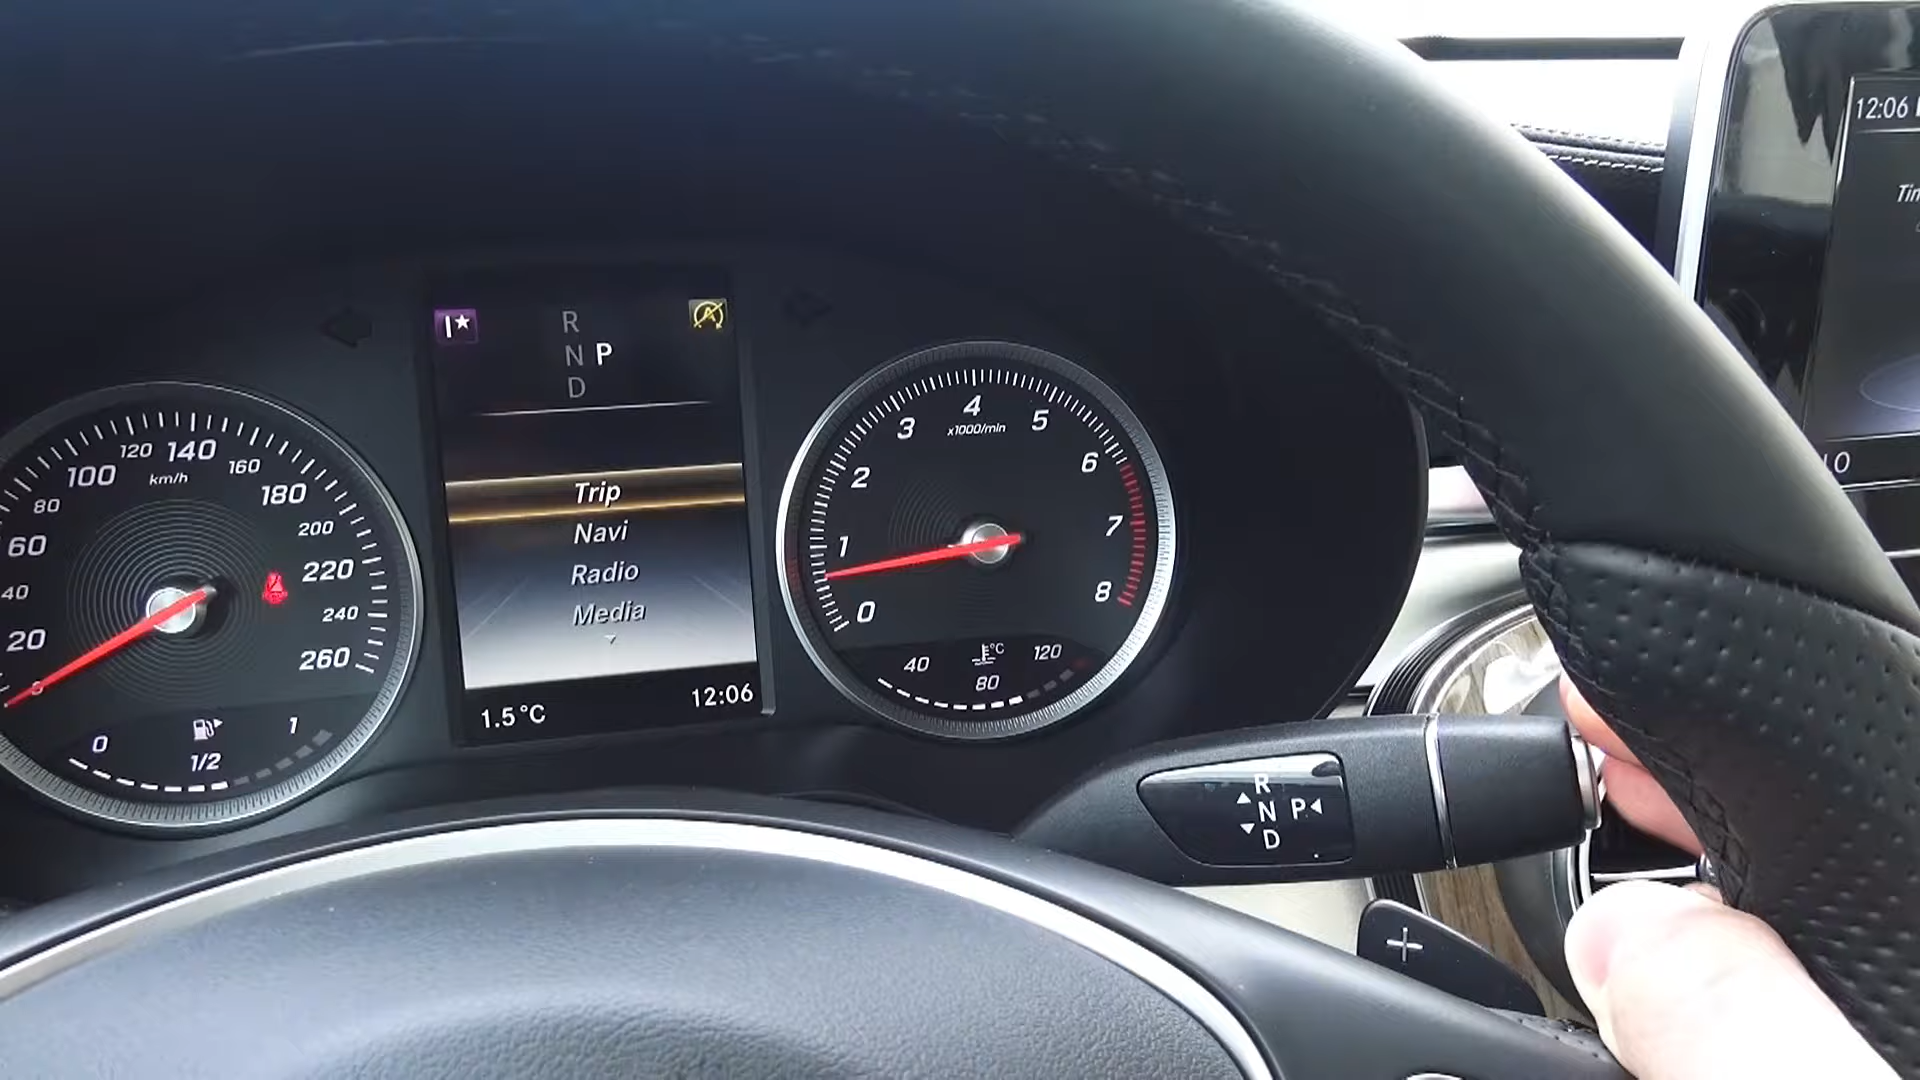 12:06
Tin
R
N P
D
4
3 5
x1000/min
2 6
1 7
0 8
°C
40 120
80
120 140
100 160
km/h
80 180
60 200
40 220
20 240
0 260
0 1
1/2
Trip
Navi
Radio
Media
1.5°C 12:06
R
N P
D
+